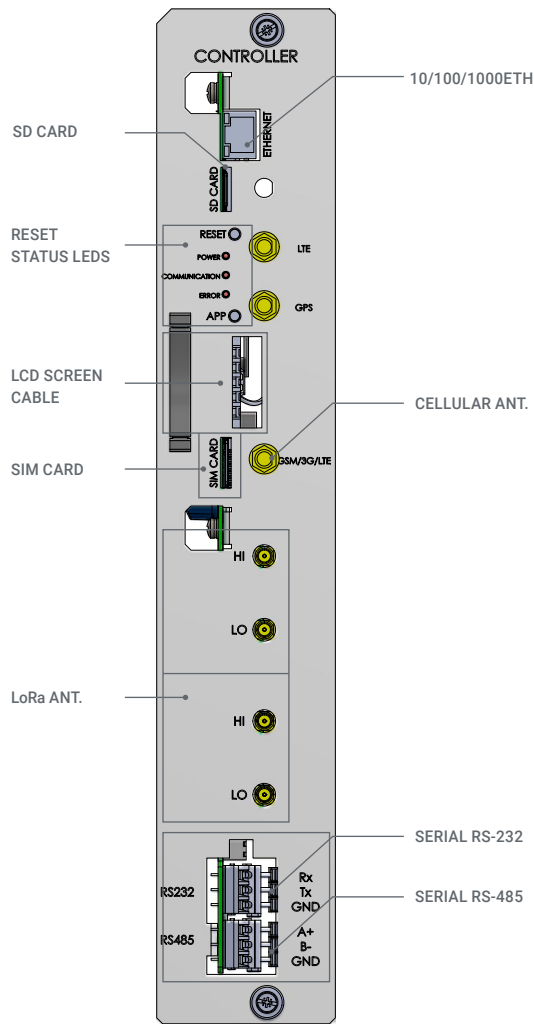 CONTROLLER
10/100/1000ETH
ETHERNET
SD CARD
SD CARD
RESET
STATUS LEDS
RESET
POWER
COMMUNICATION
ERROR
APP
LTE
GPS
LCD SCREEN
CABLE
CELLULAR ANT.
SIM CARD
SIM CARD
GSM/3G/LTE
HI
LO
LoRa ANT.
HI
LO
SERIAL RS-232
RS232
Rx
Tx
GND
SERIAL RS-485
RS485
A+
B-
GND